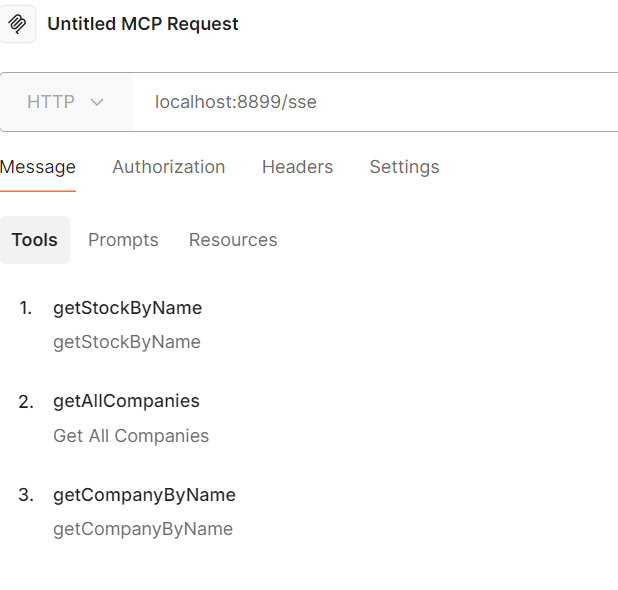 Untitled MCP Request
HTTP
localhost:8899/sse
Message Authorization Headers Settings
Tools Prompts Resources
1. getStockByName
getStockByName
2. getAllCompanies
Get All Companies
3. getCompanyByName
getCompanyByName